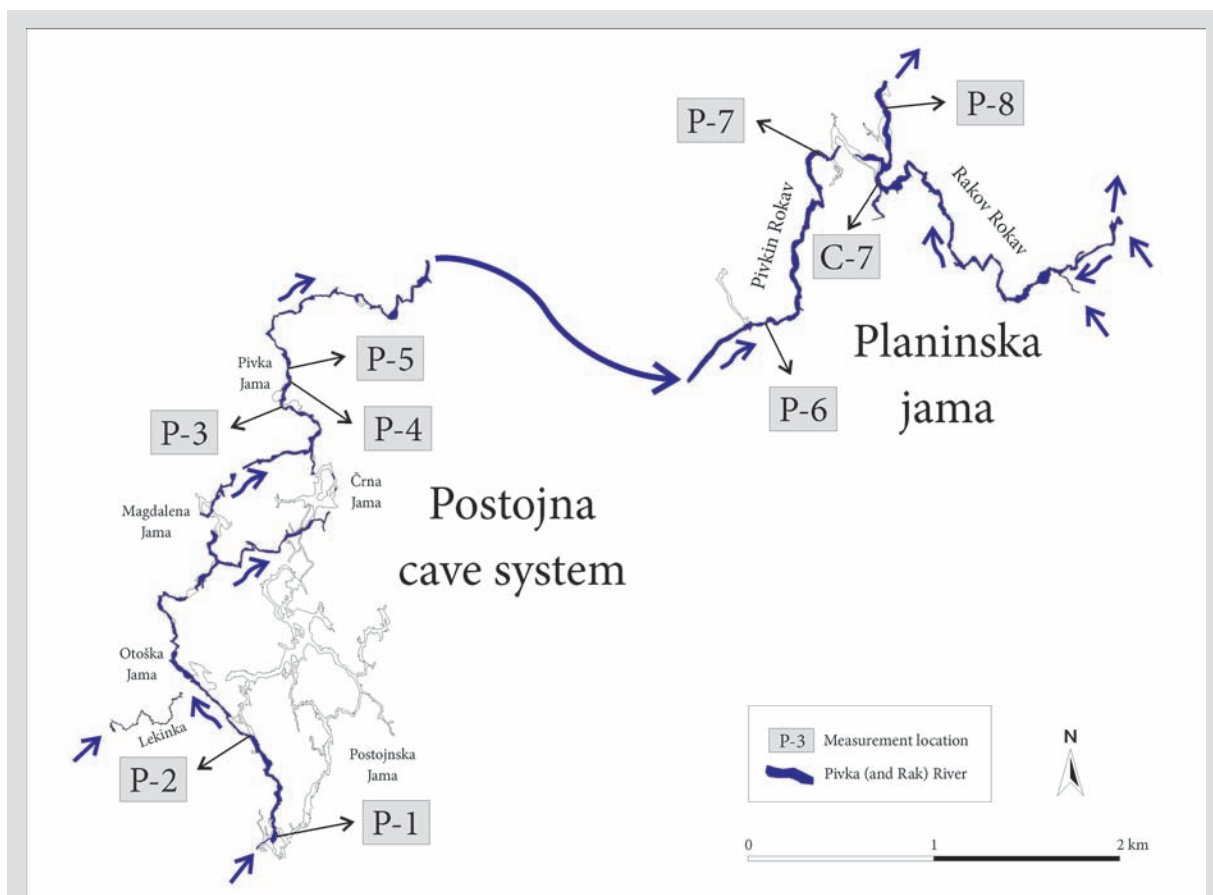 P-8
P-7
Rakov Rokav
Pivkin Rokav
C-7
Planinska
jama
P-6
Pivka
Jama
P-5
P-3
P-4
Črna
Jama
Magdalena
Jama
Postojna
cave system
Otoška
Jama
Lekinka
P-2
Postojnska
Jama
P-1
P-3 Measurement location
Pivka (and Rak) River
N
0 1 2 km